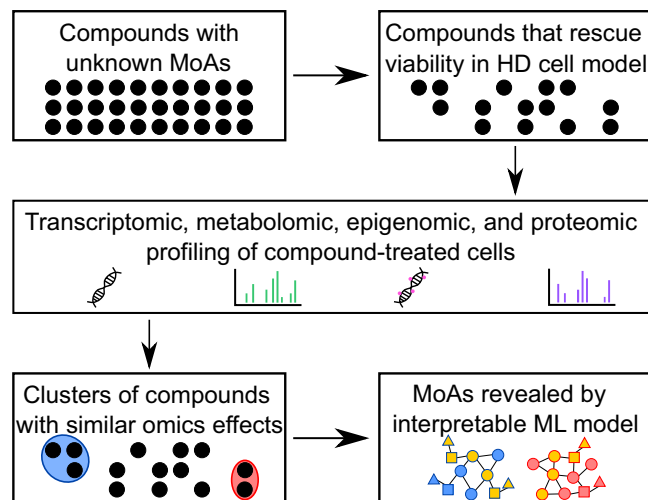 Compounds with
unknown MoAs
Compounds that rescue
viability in HD cell model
Transcriptomic, metabolomic, epigenomic, and proteomic
profiling of compound-treated cells
Clusters of compounds
with similar omics effects
MoAs revealed by
interpretable ML model